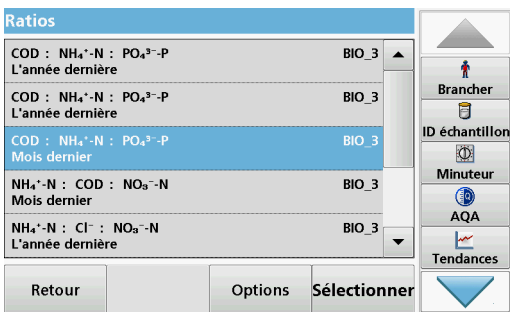 Ratios
COD : NH₄⁺-N : PO₄³⁻-P BIO_3
L'année dernière
COD : NH₄⁺-N : PO₄³⁻-P BIO_3
L'année dernière
COD : NH₄⁺-N : PO₄³⁻-P BIO_3
Mois dernier
NH₄⁺-N : COD : NO₃⁻-N BIO_3
Mois dernier
NH₄⁺-N : Cl⁻ : NO₃⁻-N BIO_3
L'année dernière
Retour
Options
Sélectionner
Brancher
ID échantillon
Minuteur
AQA
Tendances